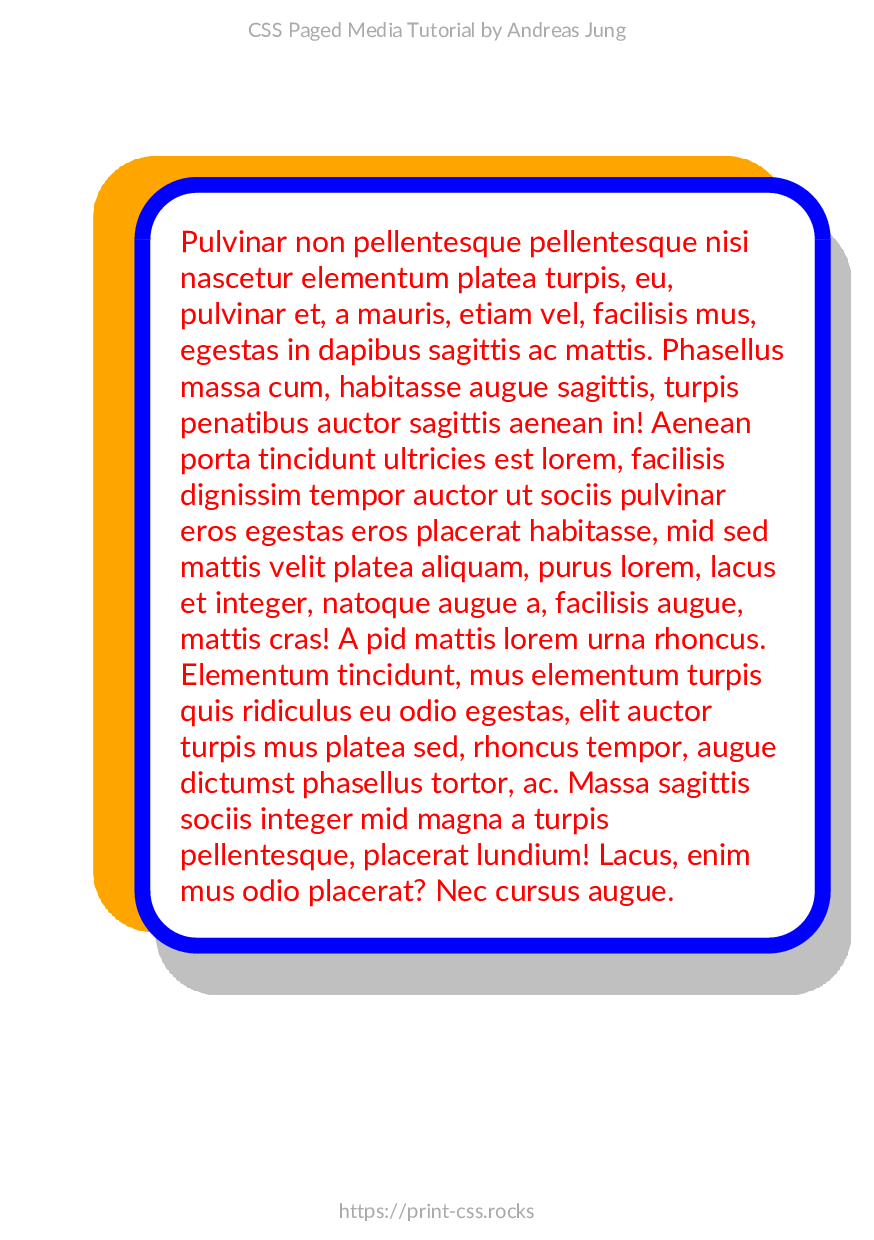 CSS Paged Media Tutorial by Andreas Jung
Pulvinar non pellentesque pellentesque nisi
nascetur elementum platea turpis, eu,
pulvinar et, a mauris, etiam vel, facilisis mus,
egestas in dapibus sagittis ac mattis. Phasellus
massa cum, habitasse augue sagittis, turpis
penatibus auctor sagittis aenean in! Aenean
porta tincidunt ultricies est lorem, facilisis
dignissim tempor auctor ut sociis pulvinar
eros egestas eros placerat habitasse, mid sed
mattis velit platea aliquam, purus lorem, lacus
et integer, natoque augue a, facilisis augue,
mattis cras! A pid mattis lorem urna rhoncus.
Elementum tincidunt, mus elementum turpis
quis ridiculus eu odio egestas, elit auctor
turpis mus platea sed, rhoncus tempor, augue
dictumst phasellus tortor, ac. Massa sagittis
sociis integer mid magna a turpis
pellentesque, placerat lundium! Lacus, enim
mus odio placerat? Nec cursus augue.
https://print-css.rocks